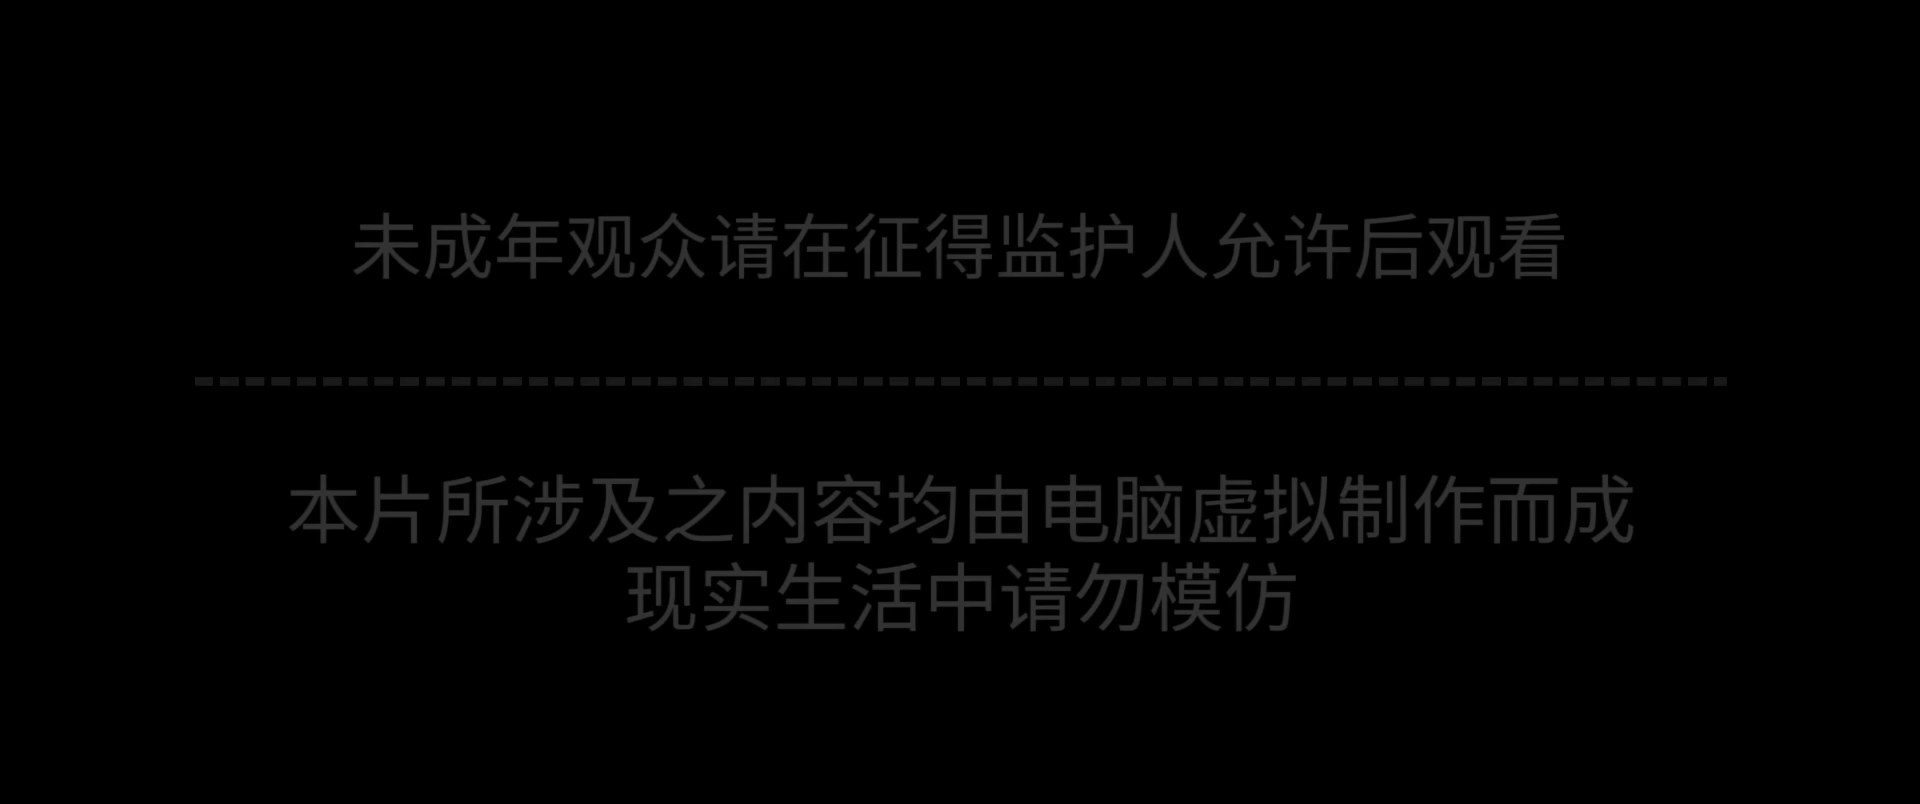 未成年观众请在征得监护人允许后观看
本片所涉及之内容均由电脑虚拟制作而成
现实生活中请勿模仿